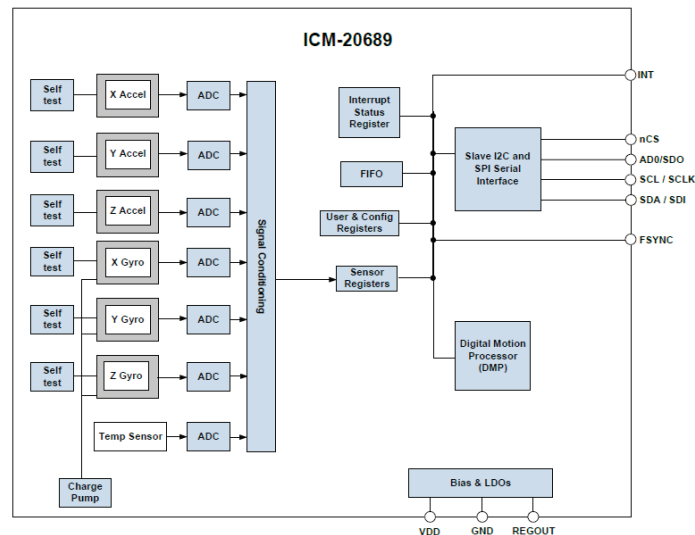 ICM-20689
Self
test
X Accel
ADC
Self
test
Y Accel
ADC
Self
test
Z Accel
ADC
Self
test
X Gyro
ADC
Self
test
Y Gyro
ADC
Self
test
Z Gyro
ADC
Temp Sensor
ADC
Charge
Pump
Signal Conditioning
Interrupt
Status
Register
FIFO
User & Config
Registers
Sensor
Registers
Slave I2C and
SPI Serial
Interface
Digital Motion
Processor
(DMP)
Bias & LDOs
INT
nCS
AD0/SDO
SCL / SCLK
SDA / SDI
FSYNC
VDD
GND
REGOUT